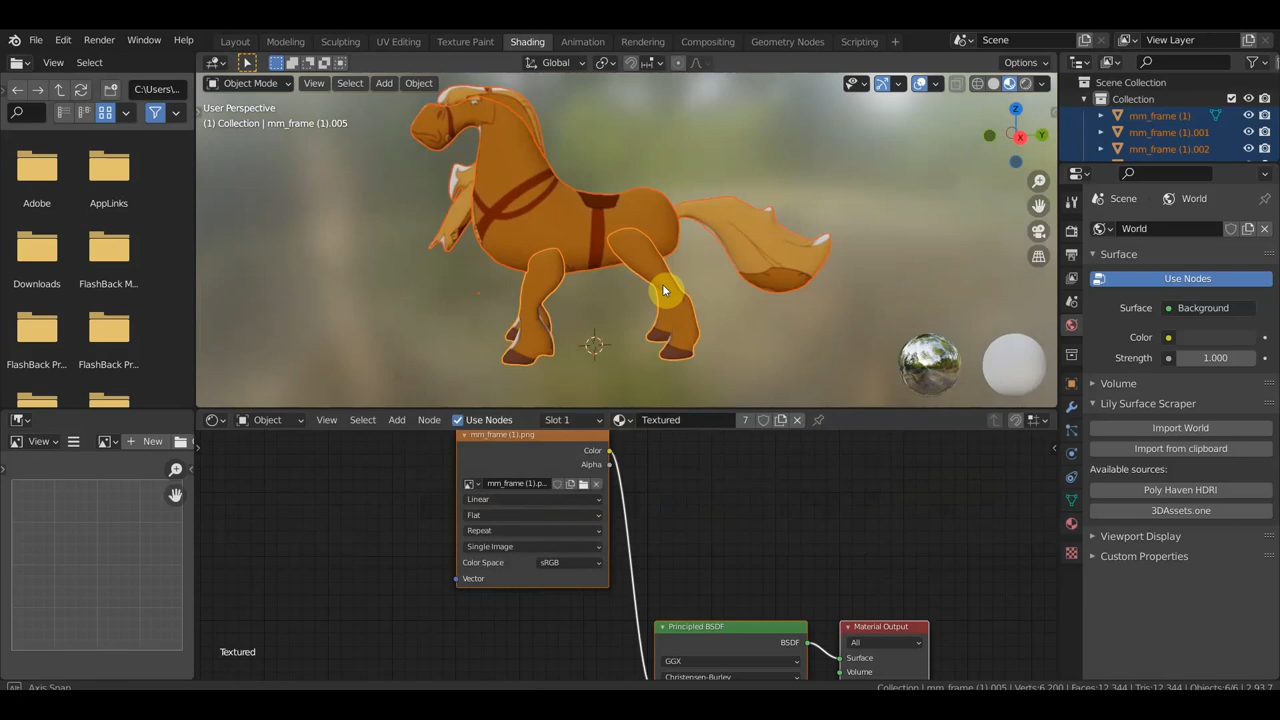 File Edit Render Window Help
Layout Modeling Sculpting UV Editing Texture Paint Shading Animation Rendering Compositing Geometry Nodes Scripting +
Scene
View Layer
View Select
Global
Options
C:\Users\...
Object Mode View Select Add Object
User Perspective
(1) Collection | mm_frame (1).005
Z
Y
X
Adobe
AppLinks
Downloads
FlashBack M...
FlashBack Pr...
FlashBack Pr...
Scene Collection
Collection
mm_frame (1)
mm_frame (1).001
mm_frame (1).002
Scene > World
World
Surface
Use Nodes
Surface Background
Color
Strength 1.000
Volume
Lily Surface Scraper
Import World
Import from clipboard
Available sources:
Poly Haven HDRI
3DAssets.one
Viewport Display
Custom Properties
Object View Select Add Node Use Nodes Slot 1 Textured 7
View
+ New
mm_frame (1).png
Color
Alpha
mm_frame (1).p...
Linear
Flat
Repeat
Single Image
Color Space sRGB
Vector
Principled BSDF
BSDF
GGX
Christensen-Burley
Material Output
All
Surface
Volume
Textured
Axis Snap
Collection | mm_frame (1).005 Verts:6,200 Faces:12,344 Tris:12,344 Objects:6/6 2.93.7